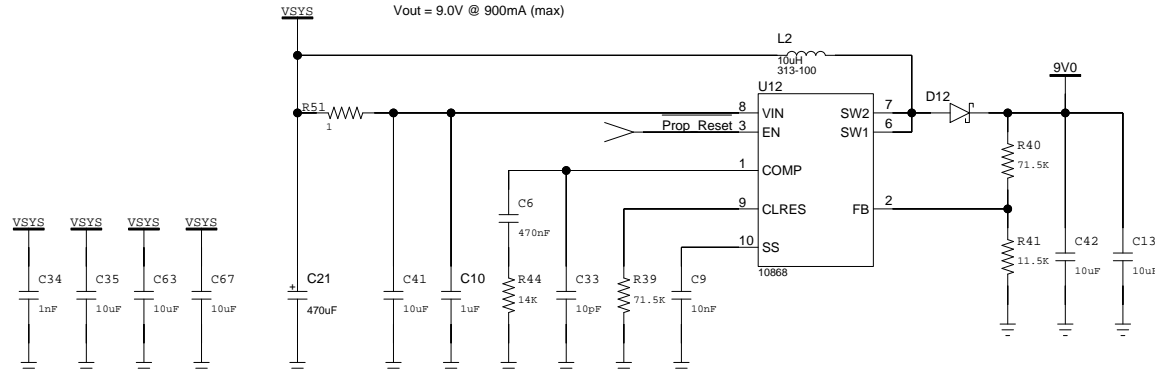 Vout = 9.0V @ 900mA (max)
VSYS
L2
10uH
313-100
U12
9V0
R51
1
8
VIN
SW2
7
D12
Prop_Reset
3
EN
SW1
6
R40
71.5K
1
COMP
C6
470nF
9
CLRES
FB
2
10
SS
10868
R41
11.5K
C42
10uF
C13
VSYS
VSYS
VSYS
VSYS
C34
1nF
C35
10uF
C63
10uF
C67
10uF
C21
+
470uF
C41
10uF
C10
1uF
R44
14K
C33
10pF
R39
71.5K
C9
10nF